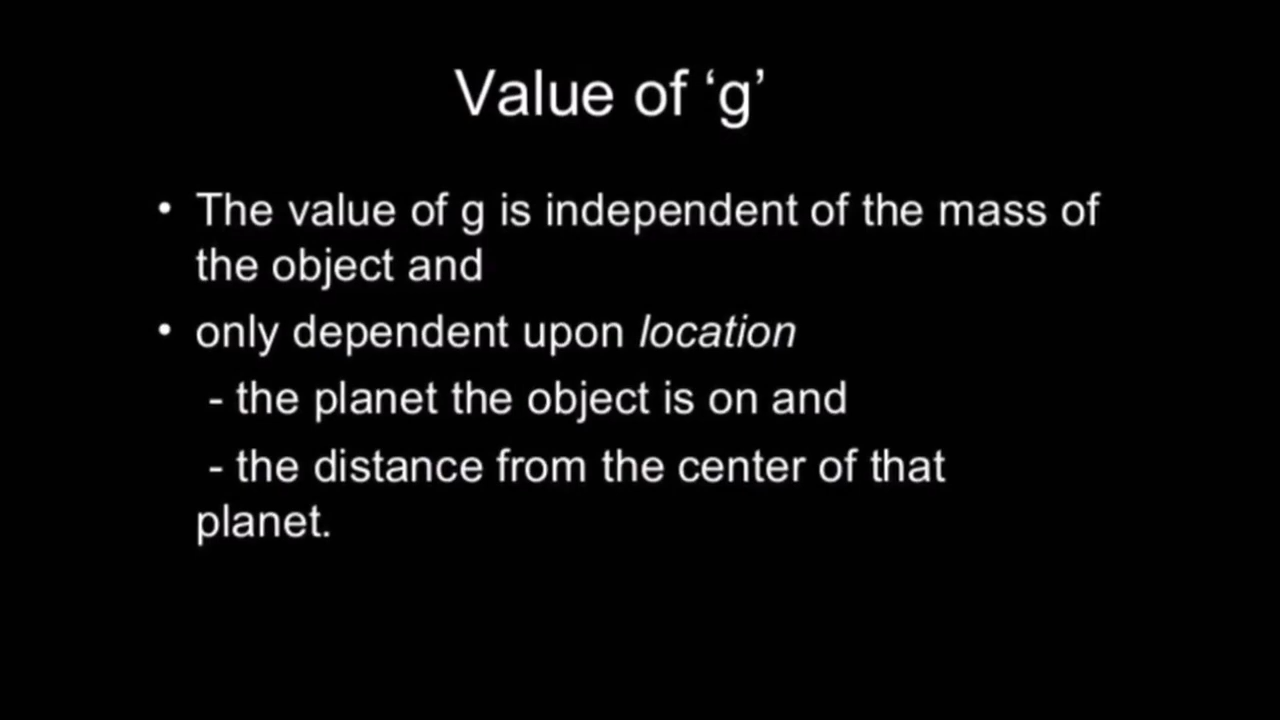 Value of ‘g’
• The value of g is independent of the mass of
the object and
• only dependent upon location
- the planet the object is on and
- the distance from the center of that
planet.